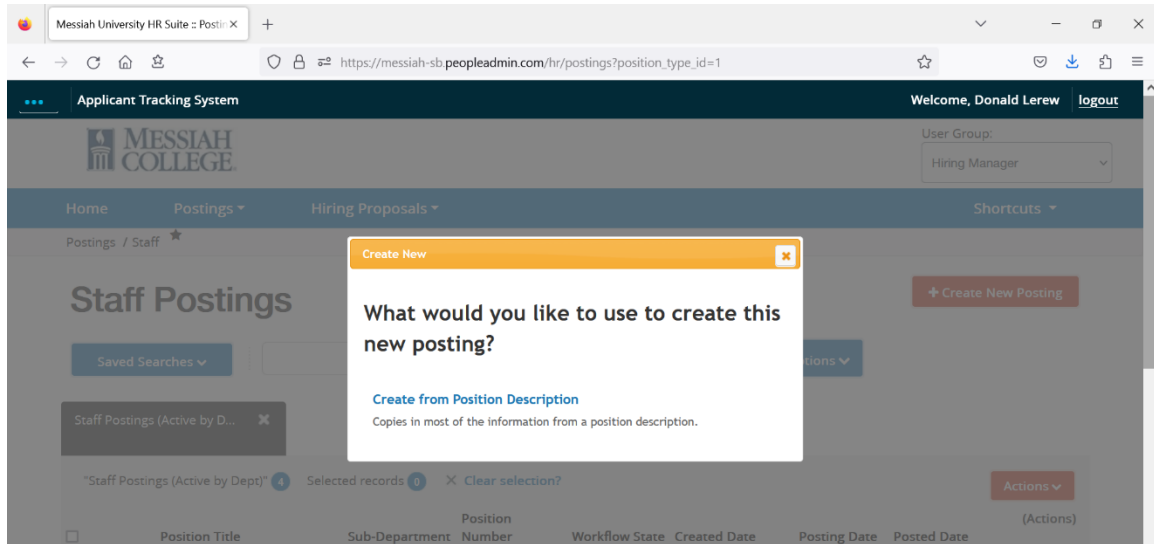 Messiah University HR Suite :: Postin
https://messiah-sb.peopleadmin.com/hr/postings?position_type_id=1
Applicant Tracking System
Welcome, Donald Lerew logout
MESSIAH
COLLEGE
User Group:
Hiring Manager
Home Postings Hiring Proposals Shortcuts
Postings / Staff
Create New
Staff Postings
+ Create New Posting
What would you like to use to create this
new posting?
Saved Searches
tions
Create from Position Description
Copies in most of the information from a position description.
Staff Postings (Active by D...
"Staff Postings (Active by Dept)" 4 Selected records 0 × Clear selection?
Actions
Position Title Sub-Department Position Number Workflow State Created Date Posting Date Posted Date (Actions)